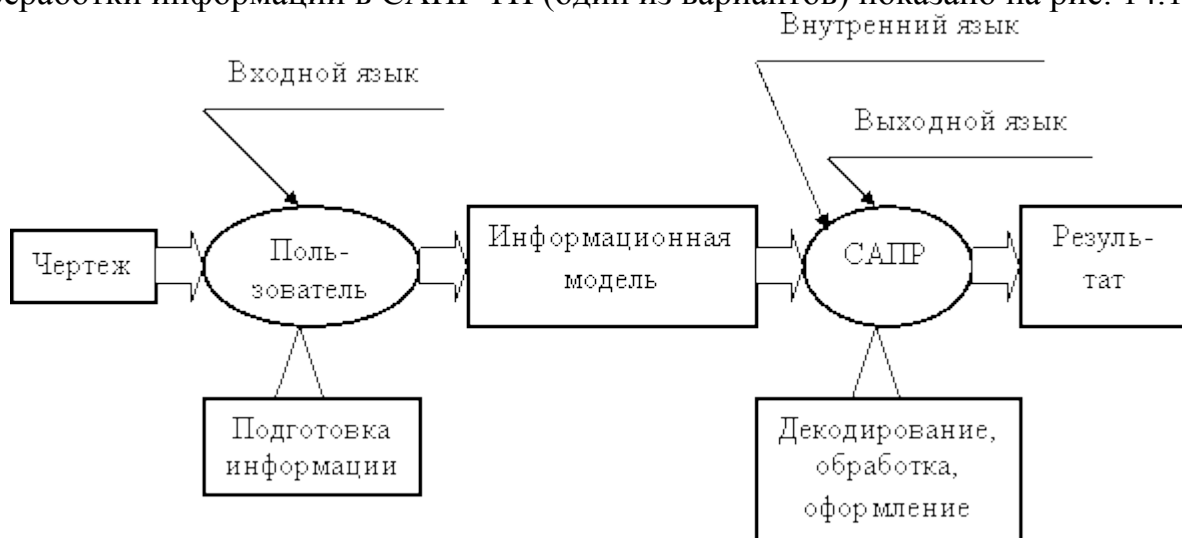 информации в САПР ТП (один из вариантов) показано на рис. 14.1
Внутренний язык
Входной язык
Выходной язык
Чертеж
Поль-
зователь
Информационная
модель
САПР
Резуль-
тат
Подготовка
информации
Декодирование,
обработка,
оформление